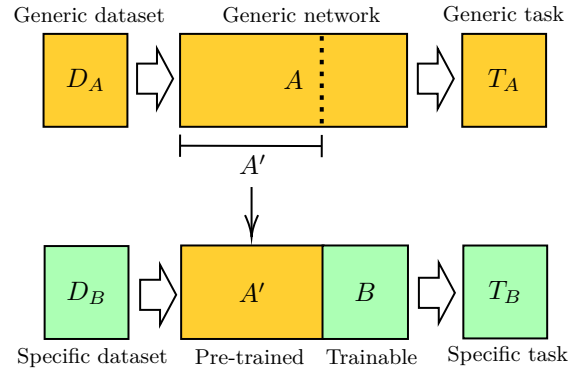 Generic dataset
Generic network
Generic task
D_A
A
T_A
A′
D_B
A′
B
T_B
Specific dataset
Pre-trained
Trainable
Specific task